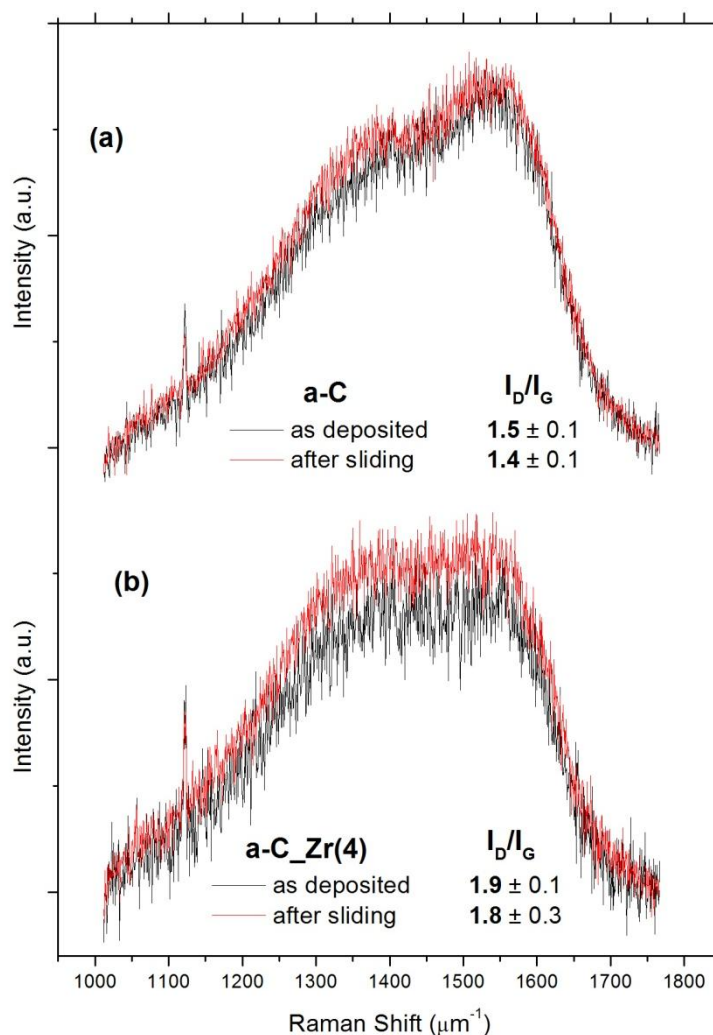 (a)
Intensity (a.u.)
a-C I_D/I_G
as deposited 1.5 ± 0.1
after sliding 1.4 ± 0.1
(b)
Intensity (a.u.)
a-C_Zr(4) I_D/I_G
as deposited 1.9 ± 0.1
after sliding 1.8 ± 0.3
1000 1100 1200 1300 1400 1500 1600 1700 1800
Raman Shift (μm⁻¹)